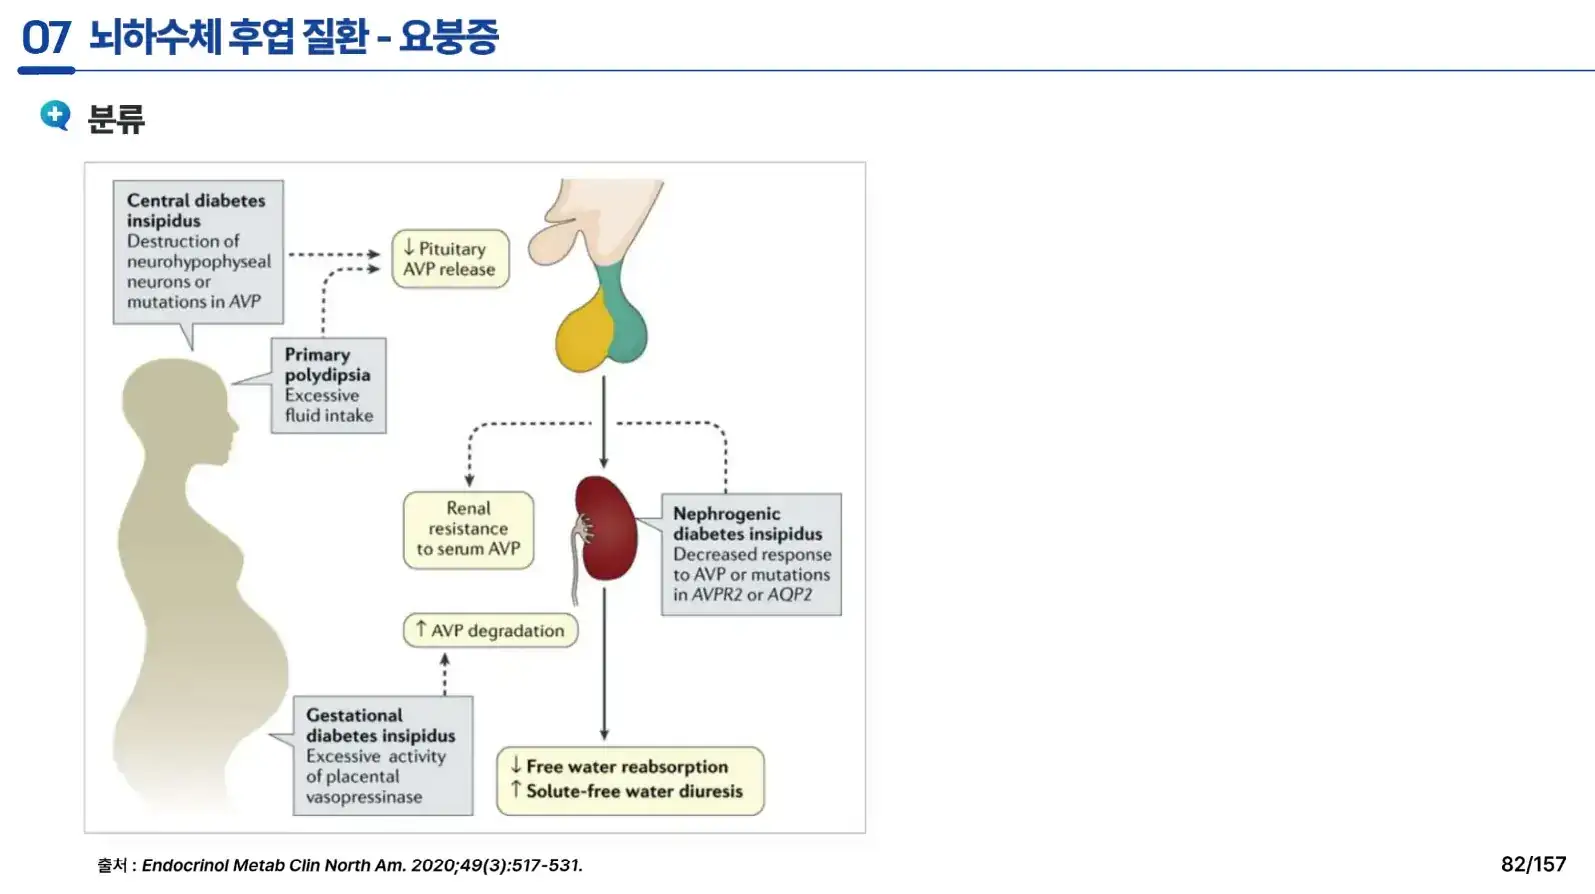 07 뇌하수체 후엽 질환 - 요붕증
분류
Central diabetes
insipidus
Destruction of
neurohypophyseal
neurons or
mutations in AVP
↓ Pituitary
AVP release
Primary
polydipsia
Excessive
fluid intake
Renal
resistance
to serum AVP
Nephrogenic
diabetes insipidus
Decreased response
to AVP or mutations
in AVPR2 or AQP2
↑ AVP degradation
Gestational
diabetes insipidus
Excessive activity
of placental
vasopressinase
↓ Free water reabsorption
↑ Solute-free water diuresis
출처 : Endocrinol Metab Clin North Am. 2020;49(3):517-531.
82/157